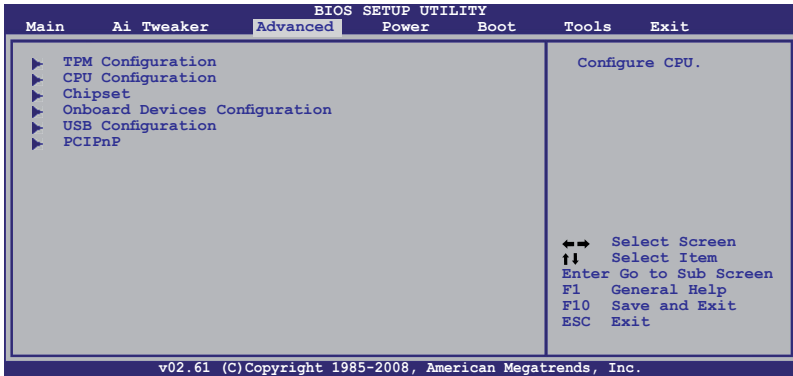 BIOS SETUP UTILITY
Main Ai Tweaker Advanced Power Boot Tools Exit
TPM Configuration
CPU Configuration
Chipset
Onboard Devices Configuration
USB Configuration
PCIPnP
Configure CPU.
←→ Select Screen
↑↓ Select Item
Enter Go to Sub Screen
F1 General Help
F10 Save and Exit
ESC Exit
v02.61 (C)Copyright 1985-2008, American Megatrends, Inc.